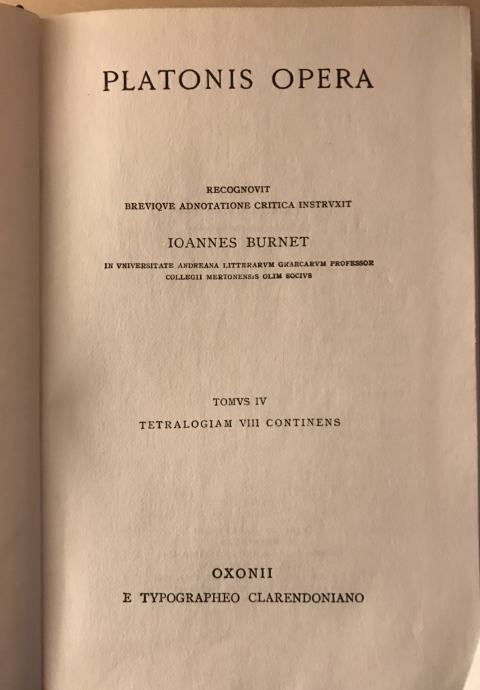 PLATONIS OPERA
RECOGNOVIT
BREVIQVE ADNOTATIONE CRITICA INSTRVXIT
IOANNES BURNET
IN VNIVERSITATE ANDREANA LITTERARVM GRAECARVM PROFESSOR
COLLEGII MERTONENSIS OLIM SOCIVS
TOMVS IV
TETRALOGIAM VIII CONTINENS
OXONII
E TYPOGRAPHEO CLARENDONIANO